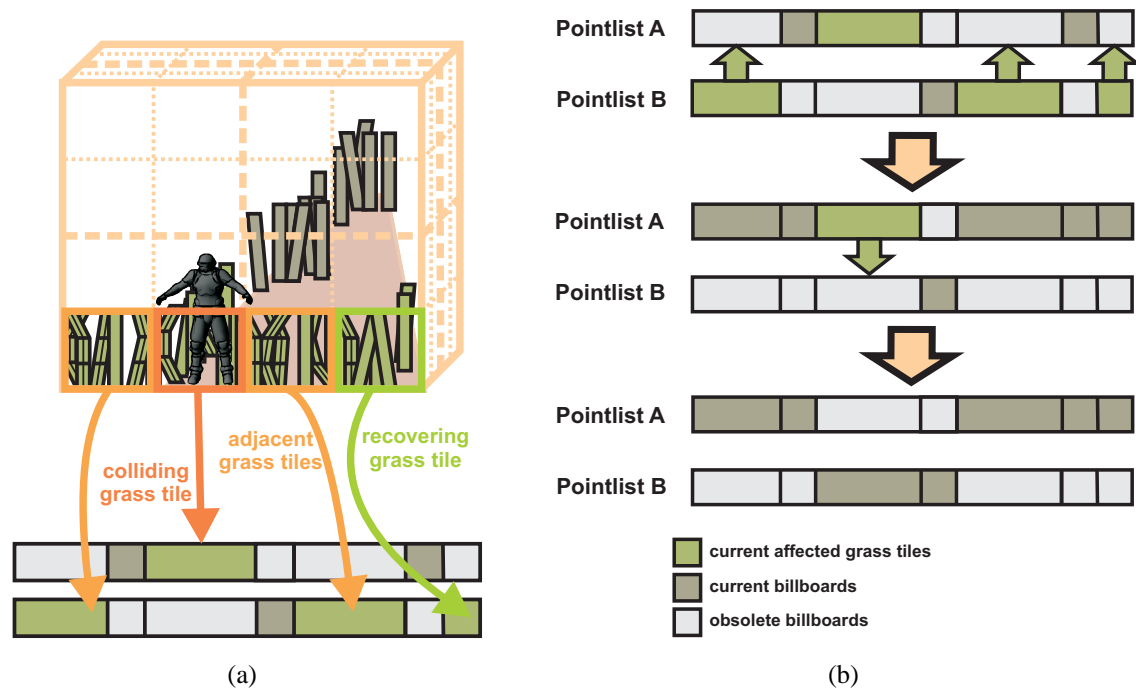 colliding
grass tile
adjacent
grass tiles
recovering
grass tile
(a)
Pointlist A
Pointlist B
Pointlist A
Pointlist B
Pointlist A
Pointlist B
current affected grass tiles
current billboards
obsolete billboards
(b)